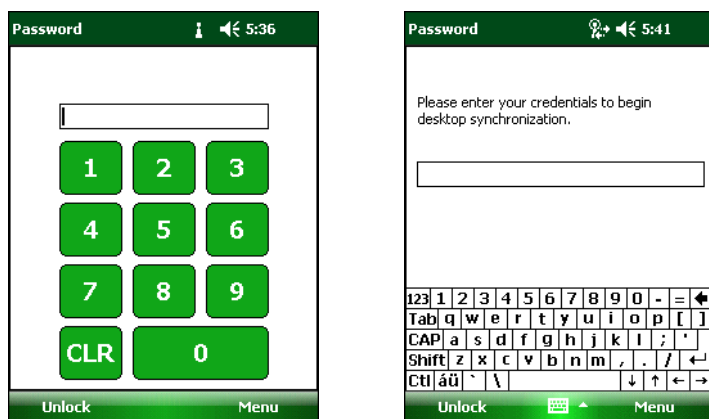 Password 5:36
1 2 3
4 5 6
7 8 9
CLR 0
Unlock Menu
Password 5:41
Please enter your credentials to begin
desktop synchronization.
123 1 2 3 4 5 6 7 8 9 0 - = 🡸
Tab q w e r t y u i o p [ ]
CAP a s d f g h j k l ; '
Shift z x c v b n m , . / ↵
Ctl áü ` \ ↓ ↑ ← →
Unlock Menu